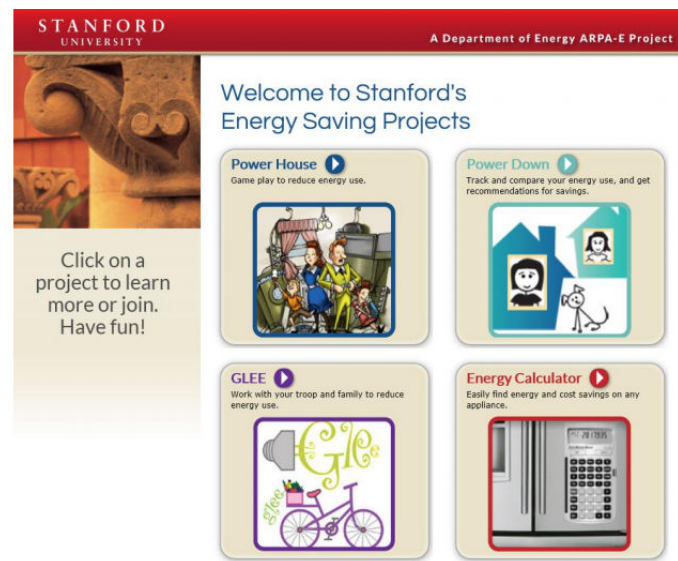 STANFORD
UNIVERSITY
A Department of Energy ARPA-E Project
Welcome to Stanford's
Energy Saving Projects
Click on a
project to learn
more or join.
Have fun!
Power House
Game play to reduce energy use.
Power Down
Track and compare your energy use, and get
recommendations for savings.
GLEE
Work with your troop and family to reduce
energy use.
Glee
glee
Energy Calculator
Easily find energy and cost savings on any
appliance.